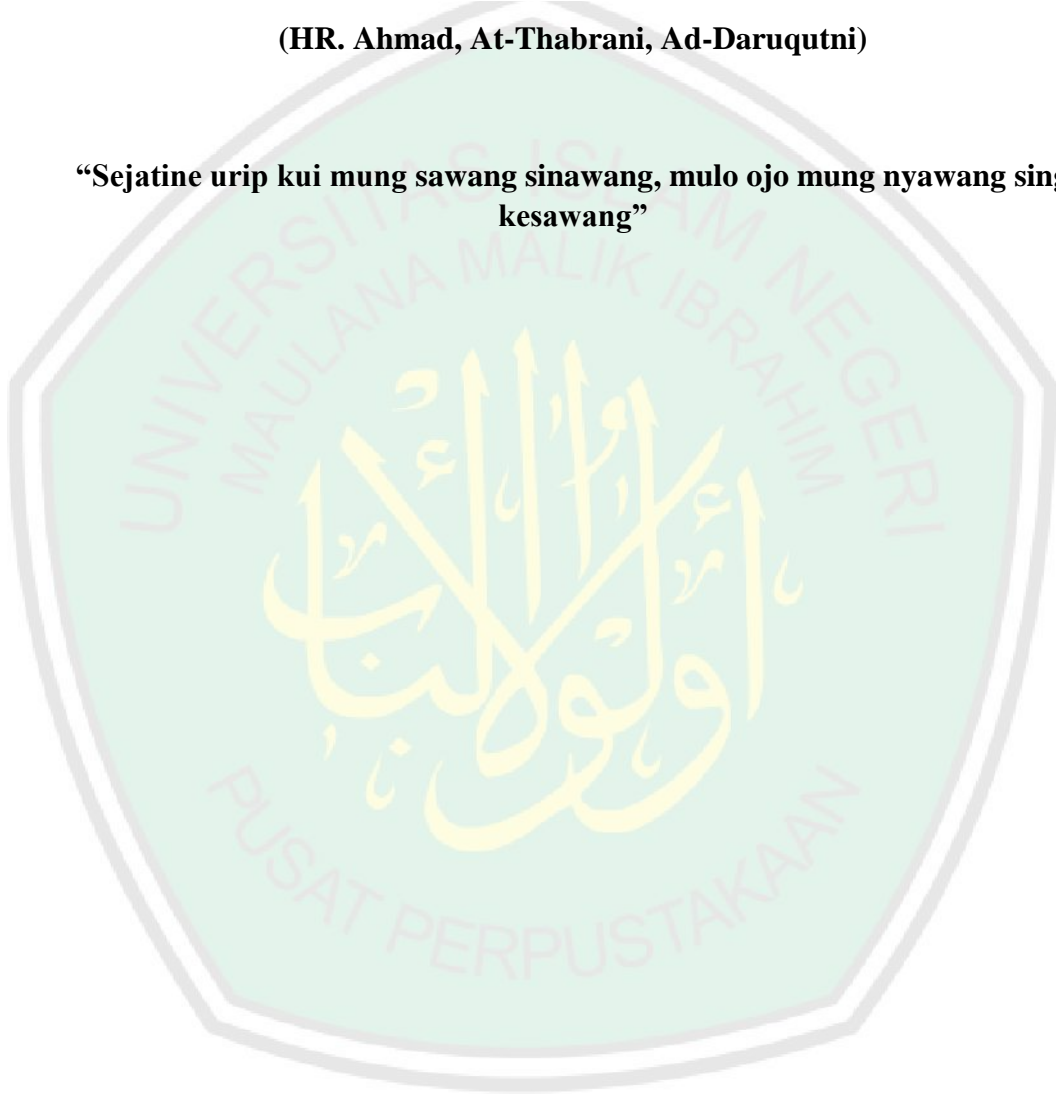 (HR. Ahmad, At-Thabrani, Ad-Daruqutni)
“Sejatine urip kui mung sawang sinawang, mulo ojo mung nyawang sing
kesawang”
UNIVERSITAS ISLAM NEGERI
MAULANA MALIK IBRAHIM
أولو الألباب
PUSAT PERPUSTAKAAN